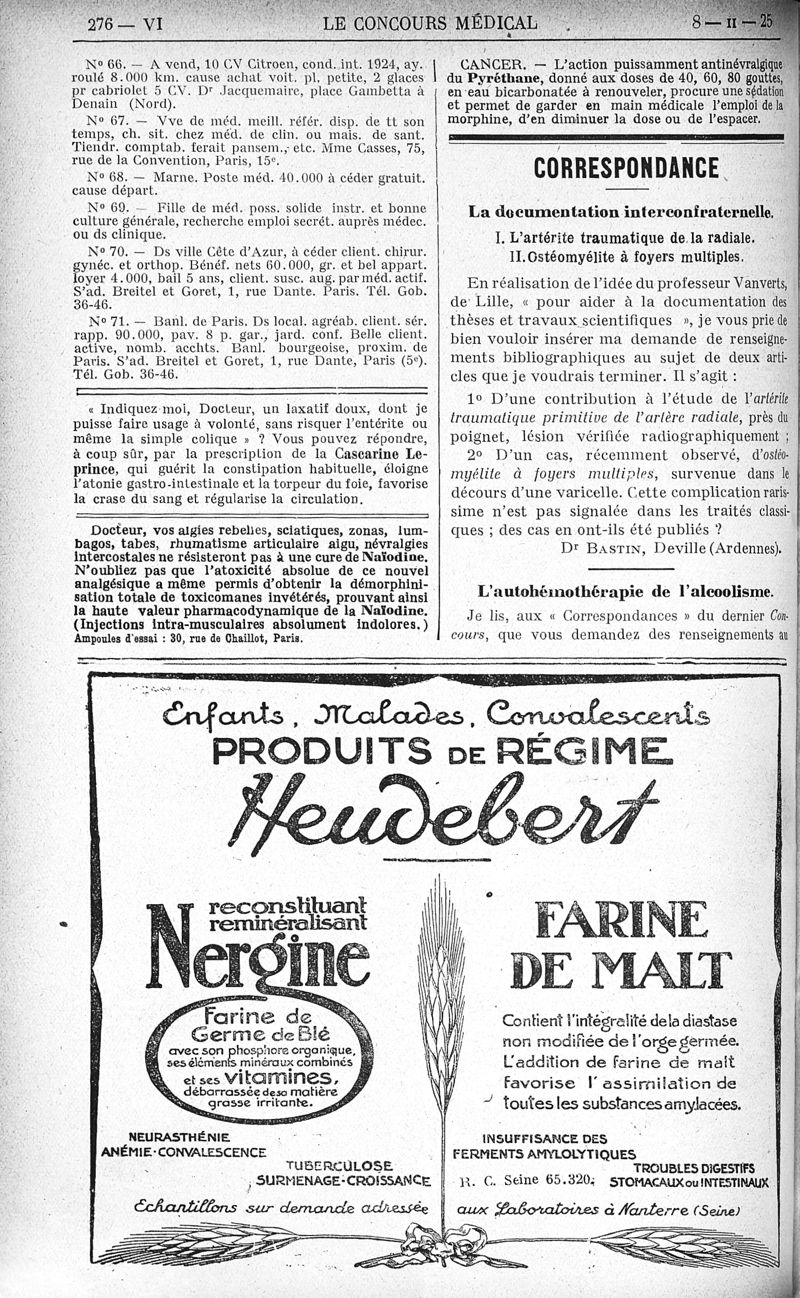 276 — VI
LE CONCOURS MÉDICAL
8 — II — 25
Nº 66. — A vend, 10 CV Citroen, cond. int. 1924, ay.
roulé 8.000 km. cause achat voit. pl. petite, 2 glaces
pr cabriolet 5 CV. Dr Jacquemaire, place Gambetta à
Denain (Nord).
Nº 67. — Vve de méd. meill. référ. disp. de tt son
temps, ch. sit. chez méd. de clin. ou mais. de sant.
Tiendr. comptab. ferait pansem., etc. Mme Casses, 75,
rue de la Convention, Paris, 15e.
Nº 68. — Marne. Poste méd. 40.000 à céder gratuit.
cause départ.
Nº 69. — Fille de méd. poss. solide instr. et bonne
culture générale, recherche emploi secrét. auprès médec.
ou ds clinique.
Nº 70. — Ds ville Côte d'Azur, à céder client. chirur.
gynéc. et orthop. Bénéf. nets 60.000, gr. et bel appart.
loyer 4.000, bail 5 ans, client. susc. aug. par méd. actif.
S'ad. Breitel et Goret, 1, rue Dante. Paris. Tél. Gob.
36-46.
Nº 71. — Banl. de Paris. Ds local. agréab. client. sér.
rapp. 90.000, pav. 8 p. gar., jard. conf. Belle client.
active, nomb. acchts. Banl. bourgeoise, proxim. de
Paris. S'ad. Breitel et Goret, 1, rue Dante, Paris (5e).
Tél. Gob. 36-46.
« Indiquez moi, Docteur, un laxatif doux, dont je
puisse faire usage à volonté, sans risquer l'entérite ou
même la simple colique » ? Vous pouvez répondre,
à coup sûr, par la prescription de la Cascarine Le-
prince, qui guérit la constipation habituelle, éloigne
l'atonie gastro-intestinale et la torpeur du foie, favorise
la crase du sang et régularise la circulation.
Docteur, vos algies rebelles, sciatiques, zonas, lum-
bagos, tabes, rhumatisme articulaire aigu, névralgies
intercostales ne résisteront pas à une cure de Naïodine.
N'oubliez pas que l'atoxicité absolue de ce nouvel
analgésique a même permis d'obtenir la démorphini-
sation totale de toxicomanes invétérés, prouvant ainsi
la haute valeur pharmacodynamique de la Naïodine.
(Injections intra-musculaires absolument indolores.)
Ampoules d'essai : 30, rue de Chaillot, Paris.
CANCER. — L'action puissamment antinévralgique
du Pyréthane, donné aux doses de 40, 60, 80 gouttes,
en eau bicarbonatée à renouveler, procure une sédation
et permet de garder en main médicale l'emploi de la
morphine, d'en diminuer la dose ou de l'espacer.
CORRESPONDANCE
La documentation interconfraternelle.
I. L'artérite traumatique de la radiale.
II. Ostéomyélite à foyers multiples.
En réalisation de l'idée du professeur Vanverts,
de Lille, « pour aider à la documentation des
thèses et travaux scientifiques », je vous prie de
bien vouloir insérer ma demande de renseigne-
ments bibliographiques au sujet de deux arti-
cles que je voudrais terminer. Il s'agit :
1º D'une contribution à l'étude de l'artérite
traumatique primitive de l'artère radiale, près du
poignet, lésion vérifiée radiographiquement ;
2º D'un cas, récemment observé, d'ostéo-
myélite à foyers multiples, survenue dans le
décours d'une varicelle. Cette complication raris-
sime n'est pas signalée dans les traités classi-
ques ; des cas en ont-ils été publiés ?
Dr BASTIN, Deville (Ardennes).
L'autohémothérapie de l'alcoolisme.
Je lis, aux « Correspondances » du dernier Con-
cours, que vous demandez des renseignements au
Enfants, Malades, Convalescents
PRODUITS DE RÉGIME
Heudebert
reconstituant
reminéralisant
Nergine
Farine de
Germe de Blé
avec son phosphore organique,
ses éléments minéraux combinés
et ses vitamines,
débarrassée de sa matière
grasse irritante.
NEURASTHÉNIE
ANÉMIE-CONVALESCENCE
TUBERCULOSE
SURMENAGE-CROISSANCE
FARINE
DE MALT
Contient l'intégralité de la diastase
non modifiée de l'orge germée.
L'addition de farine de malt
favorise l'assimilation de
toutes les substances amylacées.
INSUFFISANCE DES
FERMENTS AMYLOLYTIQUES
TROUBLES DIGESTIFS
R. C. Seine 65.320. STOMACAUX ou INTESTINAUX
Echantillons sur demande adressée aux Laboratoires à Nanterre (Seine)